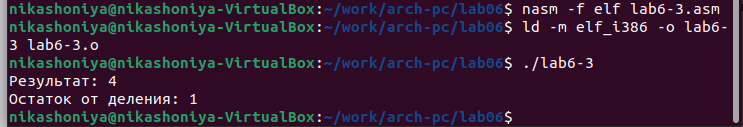 nikashoniya@nikashoniya-VirtualBox:~/work/arch-pc/lab06$ nasm -f elf lab6-3.asm
nikashoniya@nikashoniya-VirtualBox:~/work/arch-pc/lab06$ ld -m elf_i386 -o lab6-
3 lab6-3.o
nikashoniya@nikashoniya-VirtualBox:~/work/arch-pc/lab06$ ./lab6-3
Результат: 4
Остаток от деления: 1
nikashoniya@nikashoniya-VirtualBox:~/work/arch-pc/lab06$